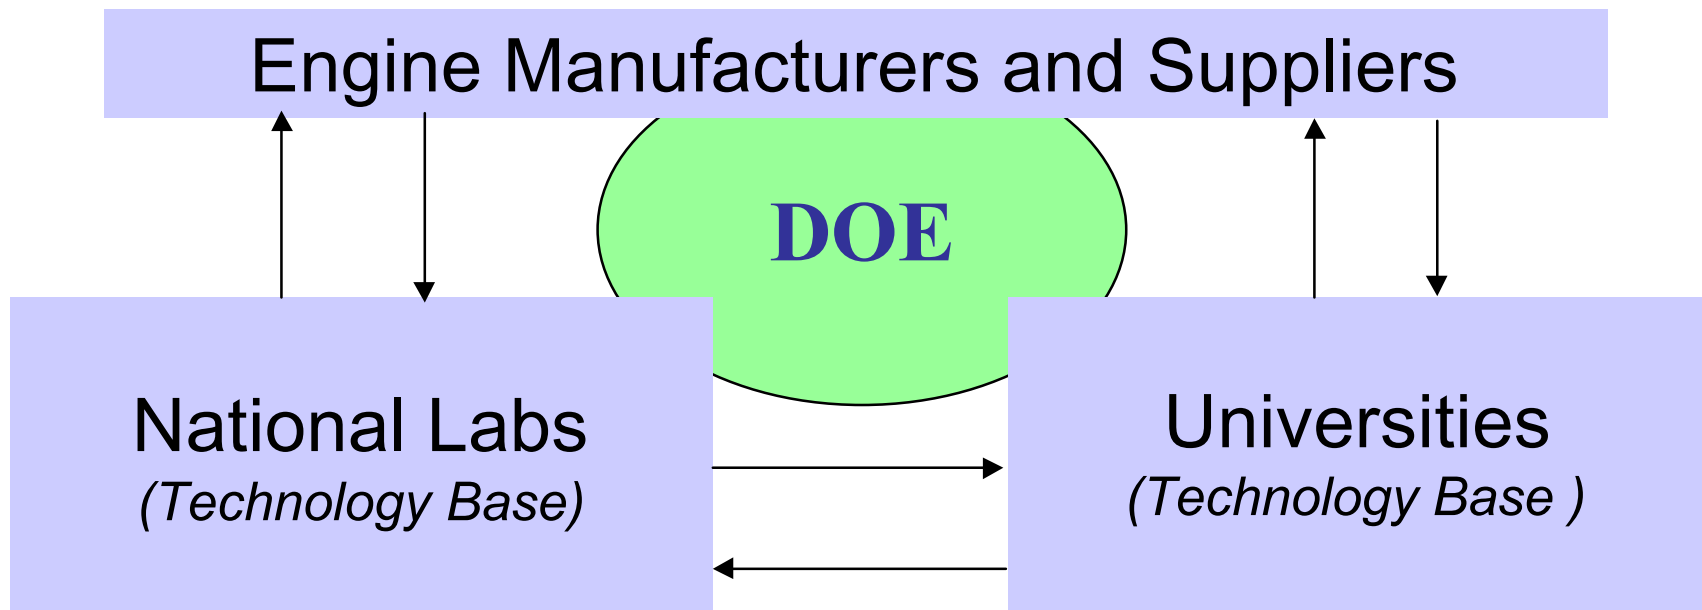 Engine Manufacturers and Suppliers
DOE
National Labs
(Technology Base)
Universities
(Technology Base )